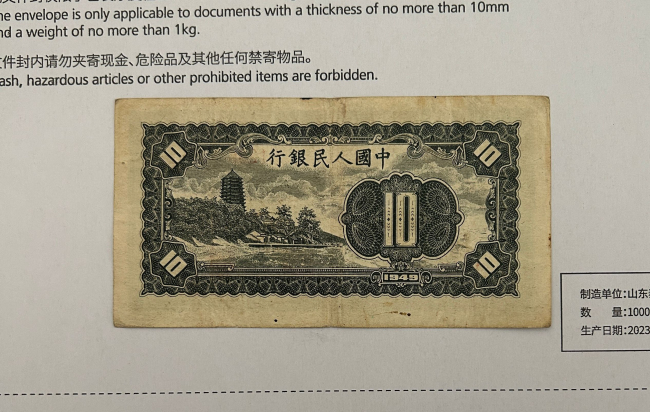 he envelope is only applicable to documents with a thickness of no more than 10mm
nd a weight of no more than 1kg.
文件封内请勿夹寄现金、危险品及其他任何禁寄物品。
ash, hazardous articles or other prohibited items are forbidden.
行銀民人國中
10
10
10
10
10
1949
制造单位:山东
数 量:1000
生产日期:2023